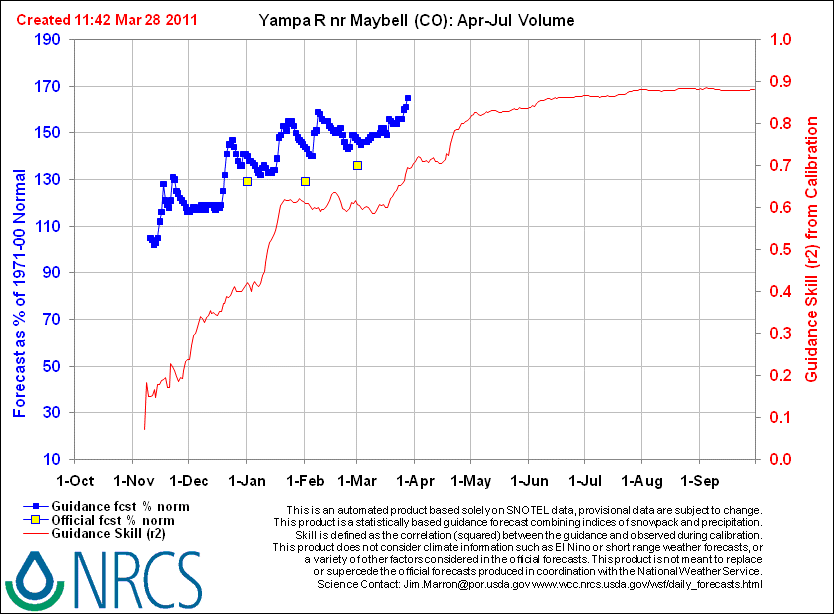 Created 11:42 Mar 28 2011
Yampa R nr Maybell (CO): Apr-Jul Volume
Forecast as % of 1971-00 Normal
190
170
150
130
110
90
70
50
30
10
1.0
0.9
0.8
0.7
0.6
0.5
0.4
0.3
0.2
0.1
0.0
Guidance Skill (r2) from Calibration
1-Oct 1-Nov 1-Dec 1-Jan 1-Feb 1-Mar 1-Apr 1-May 1-Jun 1-Jul 1-Aug 1-Sep
Guidance fcst % norm
Official fcst % norm
Guidance Skill (r2)
This is an automated product based solely on SNOTEL data, provisional data are subject to change.
This product is a statistically based guidance forecast combining indices of snowpack and precipitation.
Skill is defined as the correlation (squared) between the guidance and observed during calibration.
This product does not consider climate information such as El Nino or short range weather forecasts, or
a variety of other factors considered in the official forecasts. This product is not meant to replace
or supercede the official forecasts produced in coordination with the National Weather Service.
Science Contact: Jim.Marron@por.usda.gov www.wcc.nrcs.usda.gov/wsf/daily_forecasts.html
NRCS